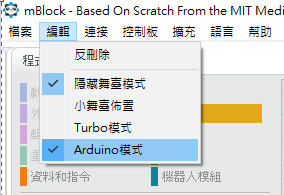 mBlock - Based On Scratch From the MIT Medi
檔案 編輯 連接 控制板 擴充 語言 幫助
程式
反刪除
隱藏舞臺模式
小舞臺佈置
Turbo模式
Arduino模式
資料和指令
機器人模組